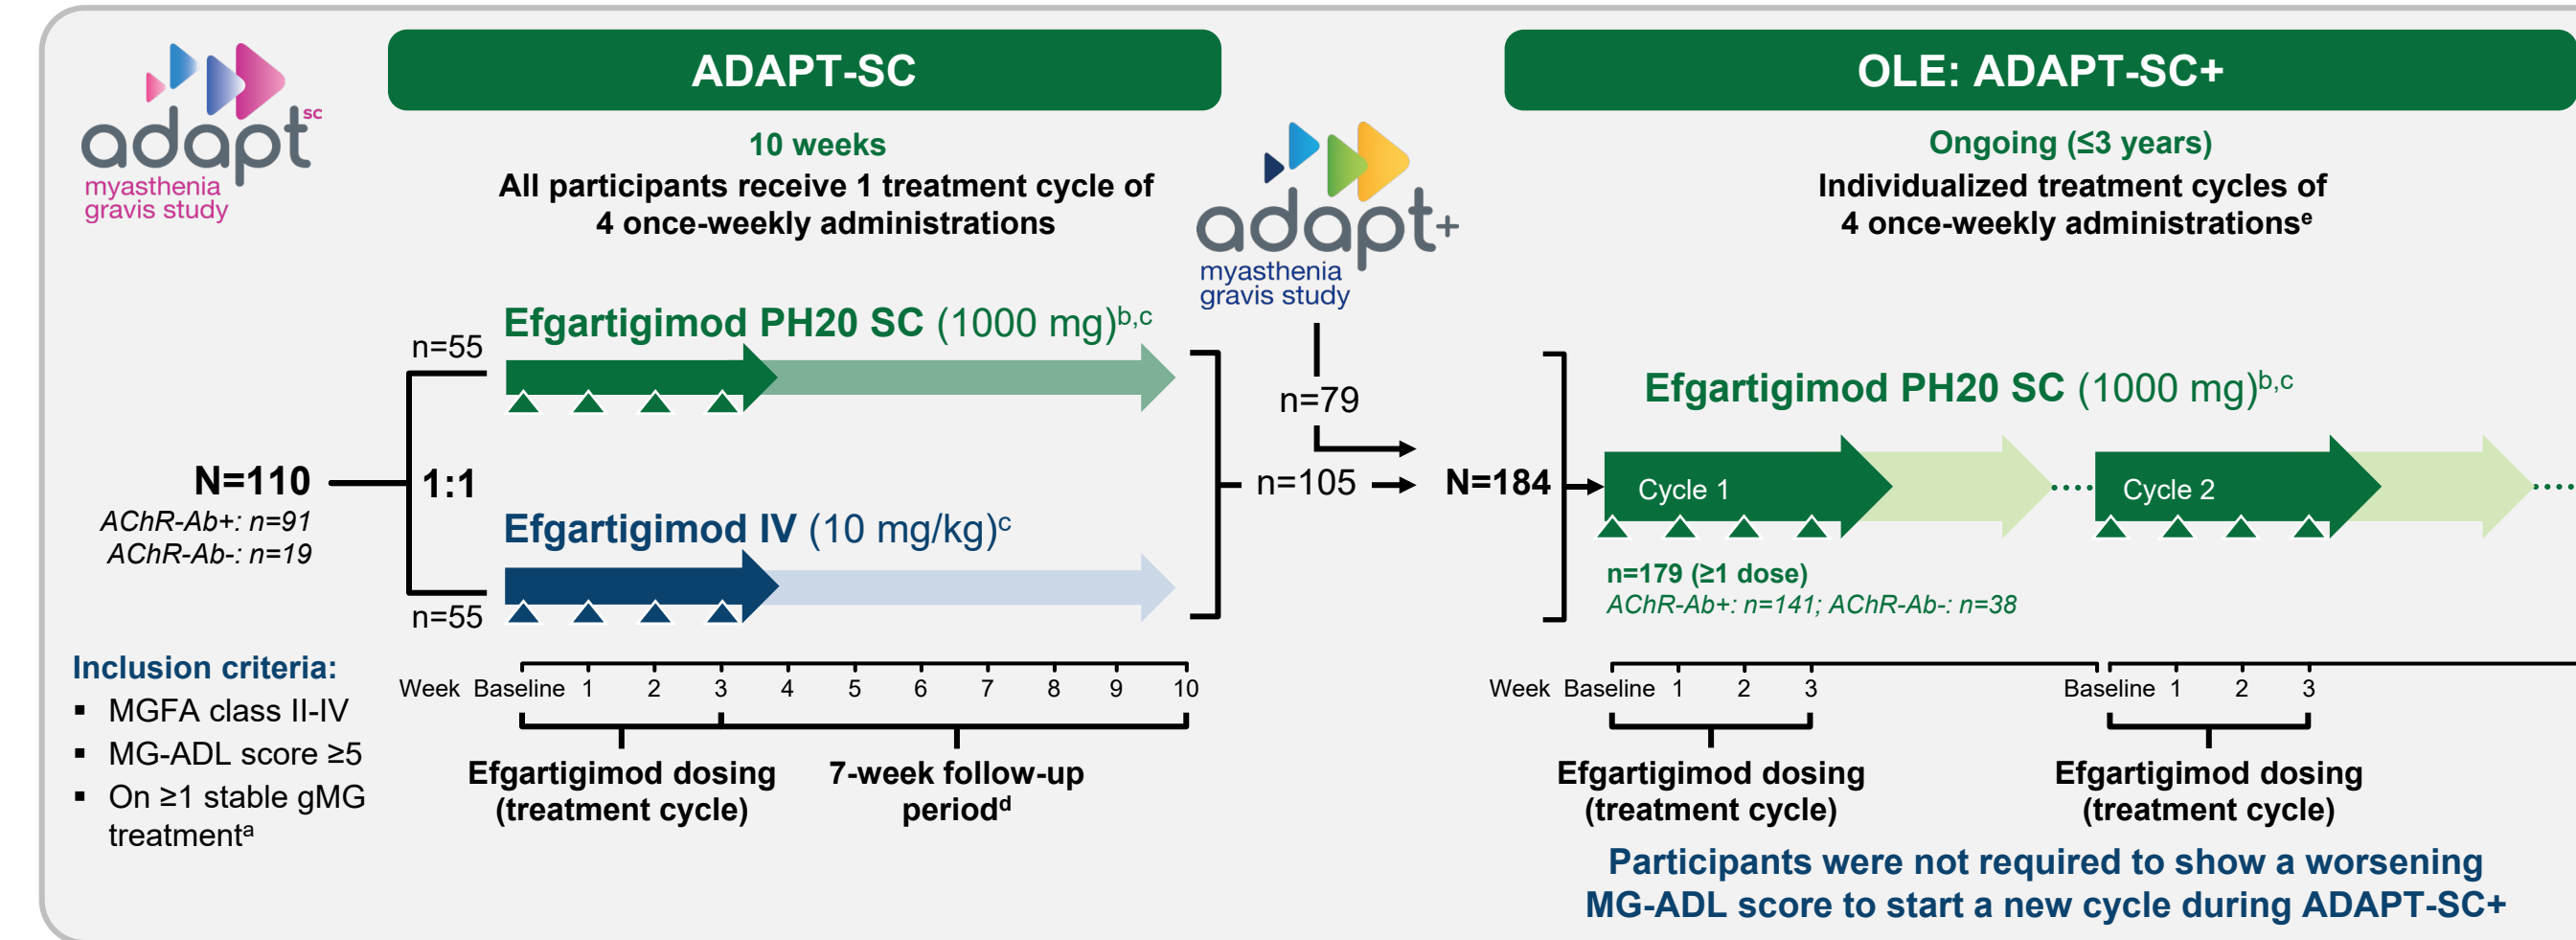 adapt SC
myasthenia
gravis study
ADAPT-SC
10 weeks
All participants receive 1 treatment cycle of
4 once-weekly administrations
N=110
AChR-Ab+: n=91
AChR-Ab-: n=19
1:1
n=55
Efgartigimod PH20 SC (1000 mg)b,c
Efgartigimod IV (10 mg/kg)c
n=55
Week Baseline 1 2 3 4 5 6 7 8 9 10
Efgartigimod dosing
(treatment cycle)
7-week follow-up
periodd
Inclusion criteria:
▪ MGFA class II-IV
▪ MG-ADL score ≥5
▪ On ≥1 stable gMG
treatmenta
adapt+
myasthenia
gravis study
n=79
n=105
N=184
OLE: ADAPT-SC+
Ongoing (≤3 years)
Individualized treatment cycles of
4 once-weekly administrationse
Efgartigimod PH20 SC (1000 mg)b,c
Cycle 1
Cycle 2
n=179 (≥1 dose)
AChR-Ab+: n=141; AChR-Ab-: n=38
Week Baseline 1 2 3 Baseline 1 2 3
Efgartigimod dosing
(treatment cycle)
Efgartigimod dosing
(treatment cycle)
Participants were not required to show a worsening
MG-ADL score to start a new cycle during ADAPT-SC+